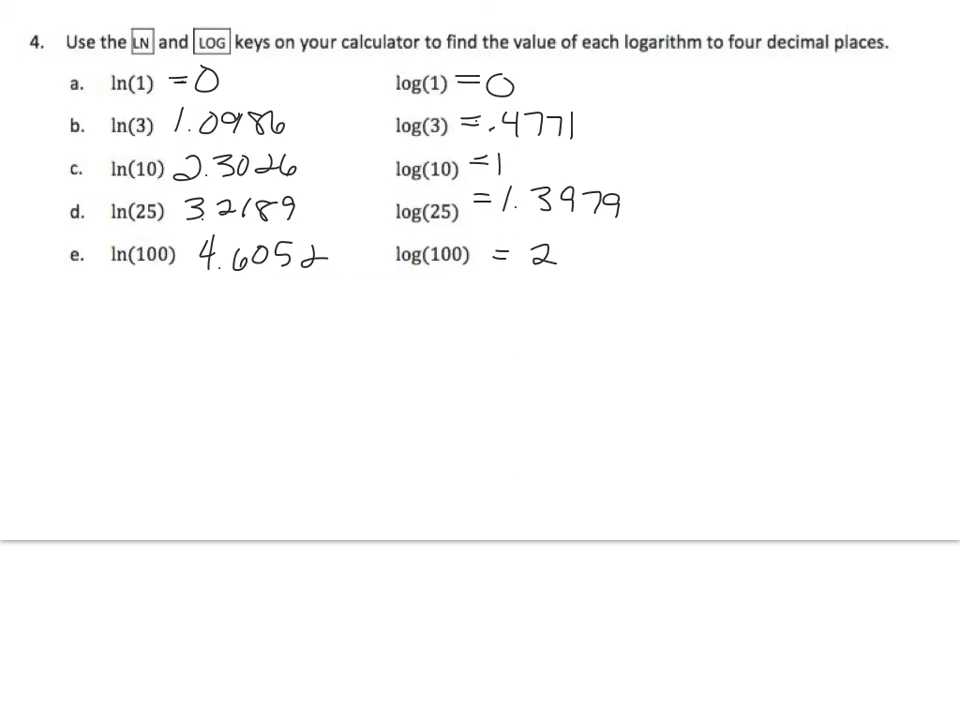 4. Use the LN and LOG keys on your calculator to find the value of each logarithm to four decimal places.
a. ln(1) = 0 log(1) = 0
b. ln(3) 1.0986 log(3) = .4771
c. ln(10) 2.3026 log(10) = 1
d. ln(25) 3.2189 log(25) = 1.3979
e. ln(100) 4.6052 log(100) = 2